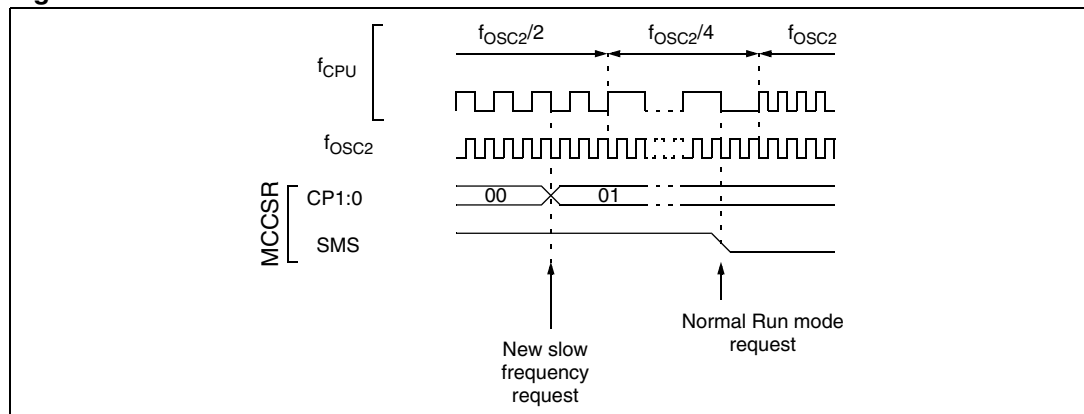 fOSC2/2
fOSC2/4
fOSC2
fCPU
fOSC2
MCCSR
CP1:0
00
01
SMS
New slow
frequency
request
Normal Run mode
request